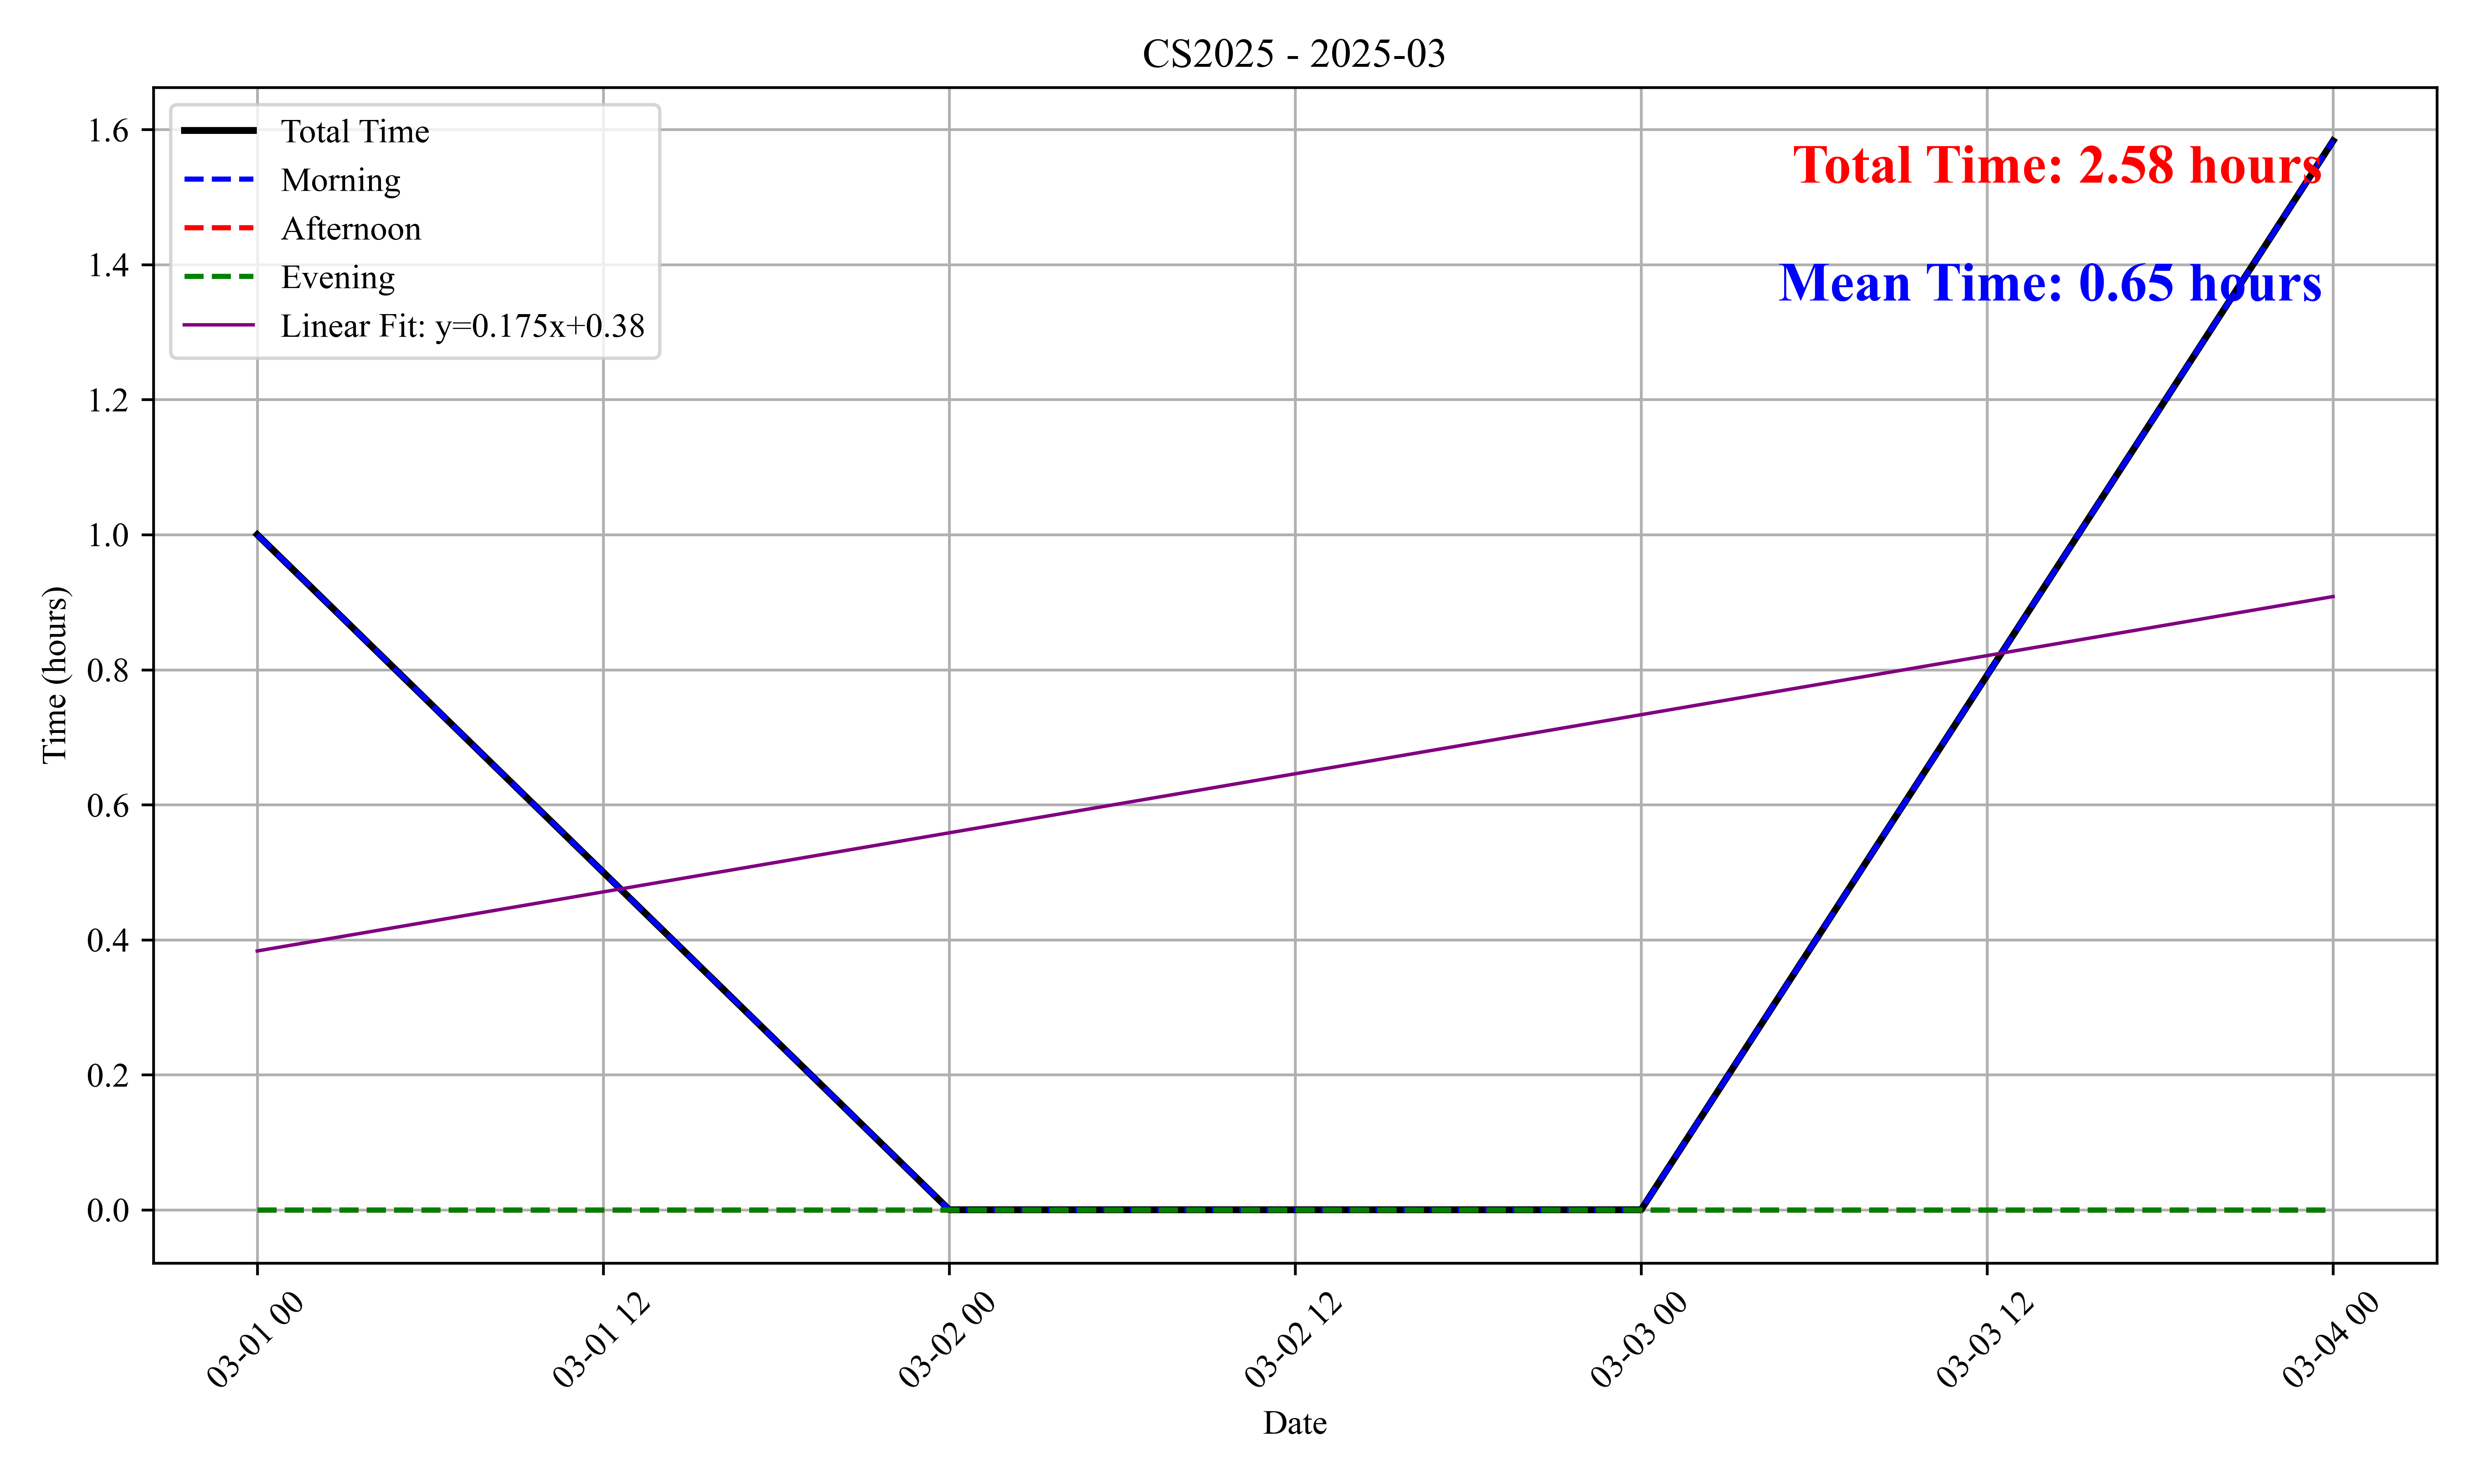 CS2025 - 2025-03
Total Time
Morning
Afternoon
Evening
Linear Fit: y=0.175x+0.38
Total Time: 2.58 hours
Mean Time: 0.65 hours
Time (hours)
1.6
1.4
1.2
1.0
0.8
0.6
0.4
0.2
0.0
03-01 00
03-01 12
03-02 00
03-02 12
03-03 00
03-03 12
03-04 00
Date